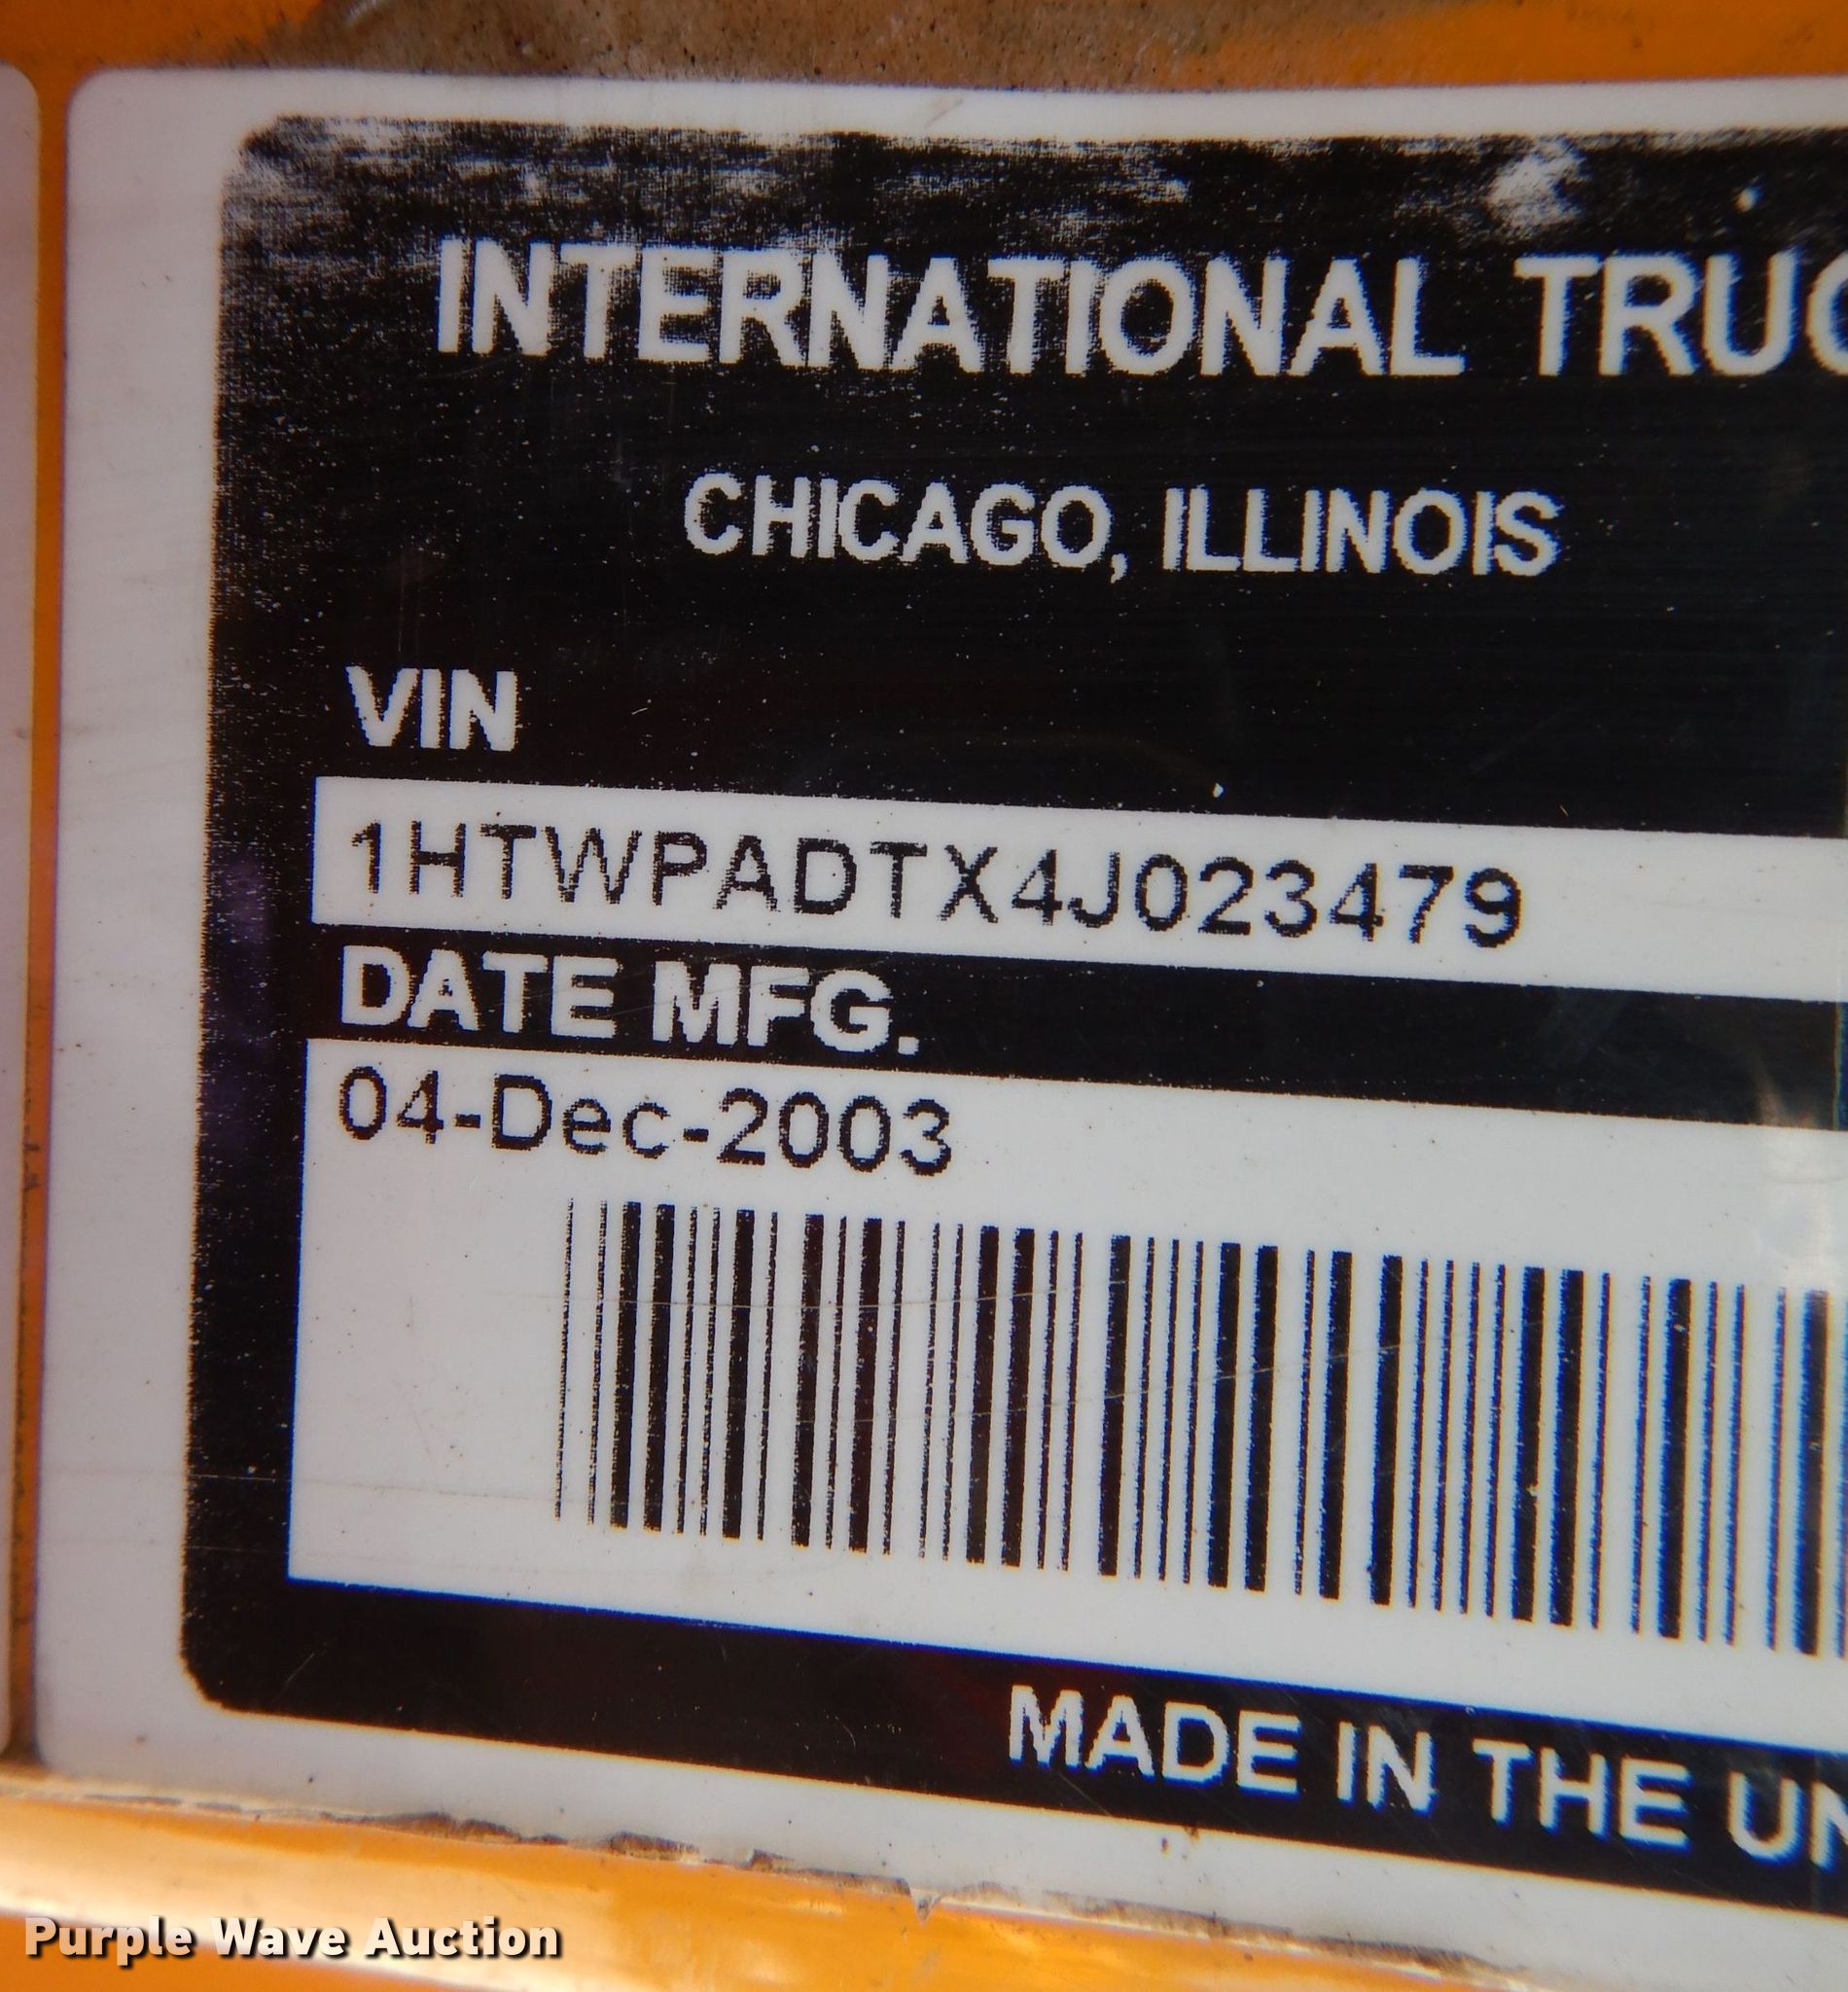 INTERNATIONAL TRUC
CHICAGO, ILLINOIS
VIN
1HTWPADTX4J023479
DATE MFG.
04-Dec-2003
MADE IN THE UN
Purple Wave Auction